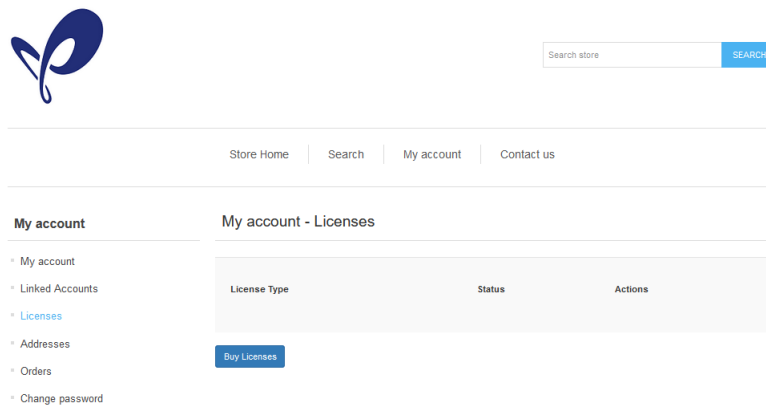 Search store
SEARCH
Store Home
Search
My account
Contact us
My account
My account
Linked Accounts
Licenses
Addresses
Orders
Change password
My account - Licenses
License Type
Status
Actions
Buy Licenses